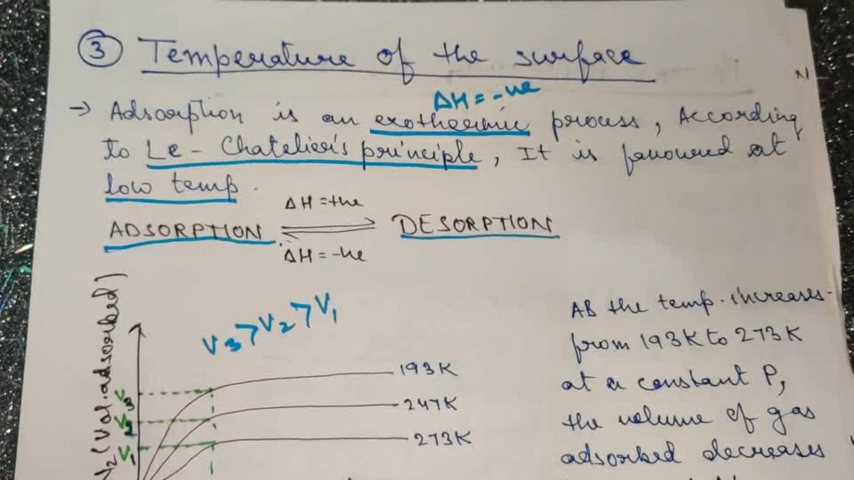 ③ Temperature of the surface
ΔH = -ve
→ Adsorption is an exothermic process, According
to Le-Chatelier's principle, It is favoured at
low temp.
ΔH = +ve
ADSORPTION ⇌ DESORPTION
ΔH = -ve
V3 > V2 > V1
(Vol. adsorbed)
193K
247K
273K
V3
V2
V1
AS the temp. increases
from 193K to 273K
at a constant P,
the volume of gas
adsorbed decreases